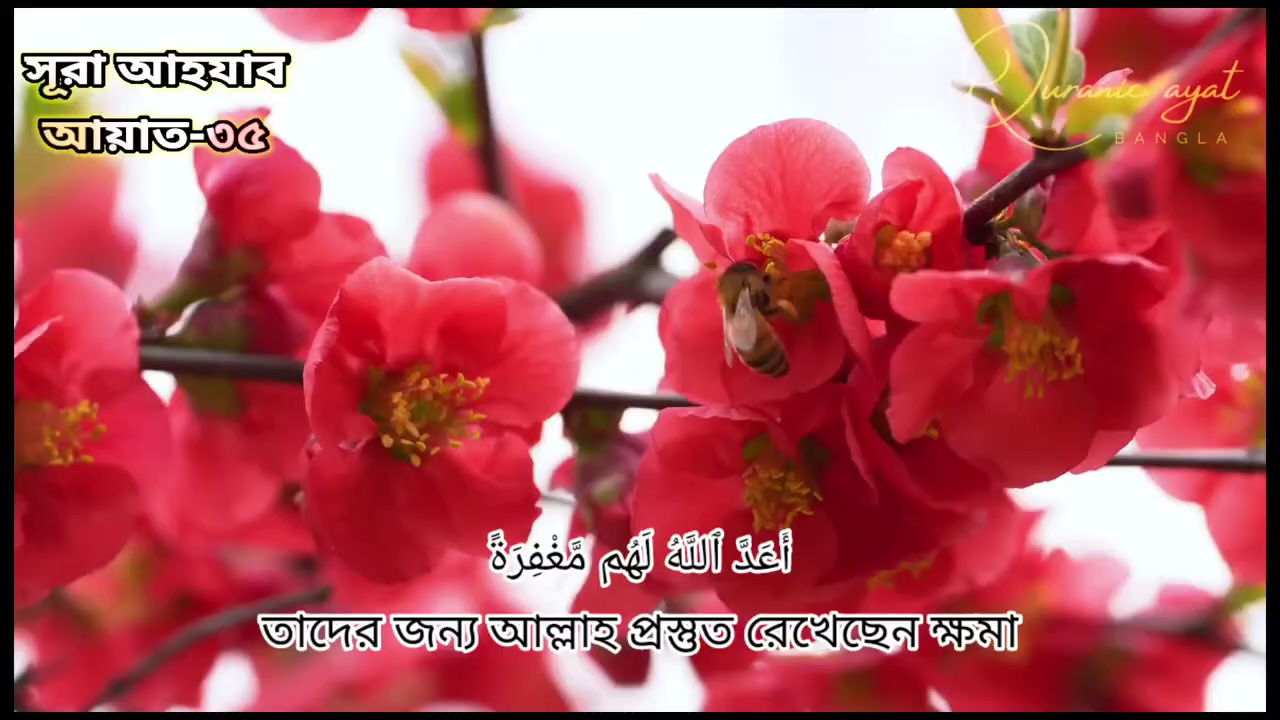 সূরা আহযাব
আয়াত-৩৫
Quranic ayat
BANGLA
أَعَدَّ ٱللَّهُ لَهُم مَّغْفِرَةً
তাদের জন্য আল্লাহ প্রস্তুত রেখেছেন ক্ষমা